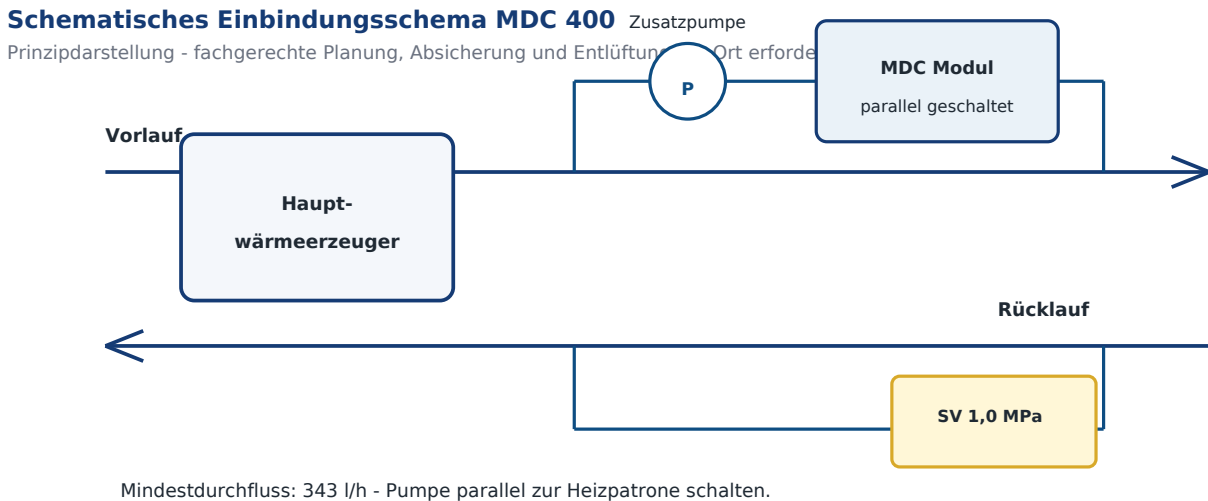 Schematisches Einbindungsschema MDC 400
Zusatzpumpe
Prinzipdarstellung - fachgerechte Planung, Absicherung und Entlüftung Ort erforde
P
MDC Modul
parallel geschaltet
Vorlauf
Haupt-
wärmeerzeuger
Rücklauf
SV 1,0 MPa
Mindestdurchfluss: 343 l/h - Pumpe parallel zur Heizpatrone schalten.